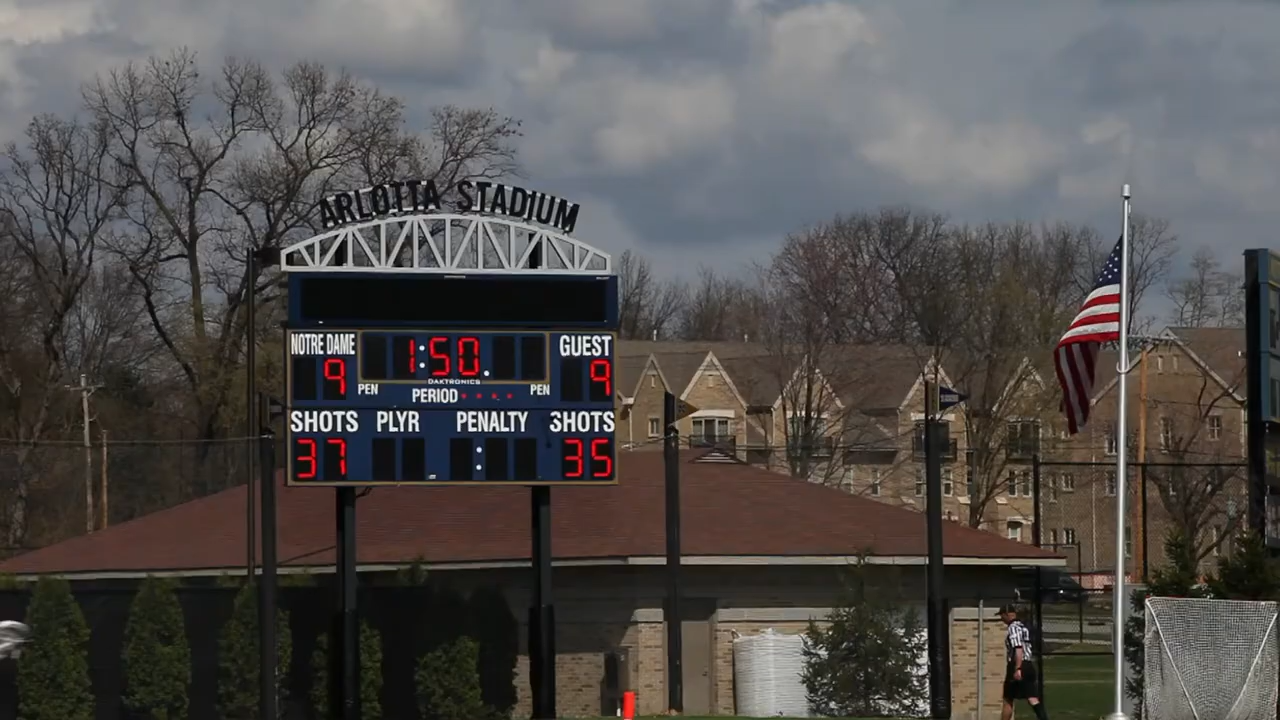 ARLOTTA STADIUM
NOTRE DAME 1:50. GUEST
9 9
DAKTRONICS
PEN PERIOD PEN
SHOTS PLYR PENALTY SHOTS
37 : 35